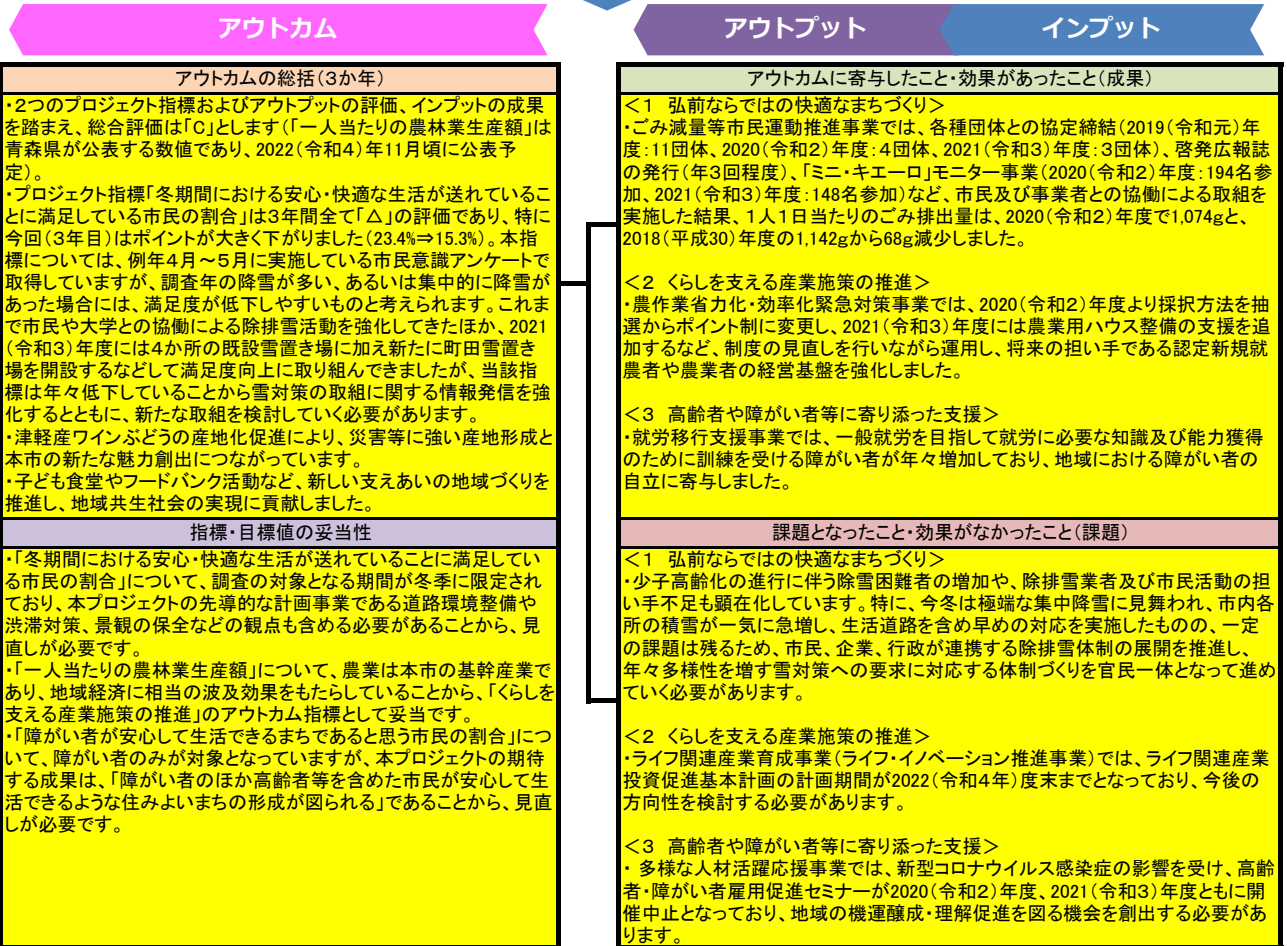 アウトカム
アウトカムの総括(3か年)
・2つのプロジェクト指標およびアウトプットの評価、インプットの成果
を踏まえ、総合評価は「C」とします(「一人当たりの農林業生産額」は
青森県が公表する数値であり、2022(令和4)年11月頃に公表予
定)。
・プロジェクト指標「冬期間における安心・快適な生活が送れているこ
とに満足している市民の割合」は3年間全て「△」の評価であり、特に
今回(3年目)はポイントが大きく下がりました(23.4%⇒15.3%)。本指
標については、例年4月~5月に実施している市民意識アンケートで
取得していますが、調査年の降雪が多い、あるいは集中的に降雪が
あった場合には、満足度が低下しやすいものと考えられます。これま
で市民や大学との協働による除排雪活動を強化してきたほか、2021
(令和3)年度には4か所の既設雪置き場に加え新たに町田雪置き
場を開設するなどして満足度向上に取り組んできましたが、当該指
標は年々低下していることから雪対策の取組に関する情報発信を強
化するとともに、新たな取組を検討していく必要があります。
・津軽産ワインぶどうの産地化促進により、災害等に強い産地形成と
本市の新たな魅力創出につながっています。
・子ども食堂やフードバンク活動など、新しい支えあいの地域づくりを
推進し、地域共生社会の実現に貢献しました。
指標・目標値の妥当性
・「冬期間における安心・快適な生活が送れていることに満足してい
る市民の割合」について、調査の対象となる期間が冬季に限定され
ており、本プロジェクトの先導的な計画事業である道路環境整備や
渋滞対策、景観の保全などの観点も含める必要があることから、見
直しが必要です。
・「一人当たりの農林業生産額」について、農業は本市の基幹産業で
あり、地域経済に相当の波及効果をもたらしていることから、「くらしを
支える産業施策の推進」のアウトカム指標として妥当です。
・「障がい者が安心して生活できるまちであると思う市民の割合」につ
いて、障がい者のみが対象となっていますが、本プロジェクトの期待
する成果は、「障がい者のほか高齢者等を含めた市民が安心して生
活できるような住みよいまちの形成が図られる」であることから、見直
しが必要です。
アウトプット
インプット
アウトカムに寄与したこと・効果があったこと(成果)
<1 弘前ならではの快適なまちづくり>
・ごみ減量等市民運動推進事業では、各種団体との協定締結(2019(令和元)年
度:11団体、2020(令和2)年度:4団体、2021(令和3)年度:3団体)、啓発広報誌
の発行(年3回程度)、「ミニ・キエーロ」モニター事業(2020(令和2)年度:194名参
加、2021(令和3)年度:148名参加)など、市民及び事業者との協働による取組を
実施した結果、1人1日当たりのごみ排出量は、2020(令和2)年度で1,074gと、
2018(平成30)年度の1,142gから68g減少しました。
<2 くらしを支える産業施策の推進>
・農作業省力化・効率化緊急対策事業では、2020(令和2)年度より採択方法を抽
選からポイント制に変更し、2021(令和3)年度には農業用ハウス整備の支援を追
加するなど、制度の見直しを行いながら運用し、将来の担い手である認定新規就
農者や農業者の経営基盤を強化しました。
<3 高齢者や障がい者等に寄り添った支援>
・就労移行支援事業では、一般就労を目指して就労に必要な知識及び能力獲得
のために訓練を受ける障がい者が年々増加しており、地域における障がい者の
自立に寄与しました。
課題となったこと・効果がなかったこと(課題)
<1 弘前ならではの快適なまちづくり>
・少子高齢化の進行に伴う除雪困難者の増加や、除排雪業者及び市民活動の担
い手不足も顕在化しています。特に、今冬は極端な集中降雪に見舞われ、市内各
所の積雪が一気に急増し、生活道路を含め早めの対応を実施したものの、一定
の課題は残るため、市民、企業、行政が連携する除排雪体制の展開を推進し、
年々多様性を増す雪対策への要求に対応する体制づくりを官民一体となって進め
ていく必要があります。
<2 くらしを支える産業施策の推進>
・ライフ関連産業育成事業(ライフ・イノベーション推進事業)では、ライフ関連産業
投資促進基本計画の計画期間が2022(令和4年)度末までとなっており、今後の
方向性を検討する必要があります。
<3 高齢者や障がい者等に寄り添った支援>
・ 多様な人材活躍応援事業では、新型コロナウイルス感染症の影響を受け、高齢
者・障がい者雇用促進セミナーが2020(令和2)年度、2021(令和3)年度ともに開
催中止となっており、地域の機運醸成・理解促進を図る機会を創出する必要があ
ります。